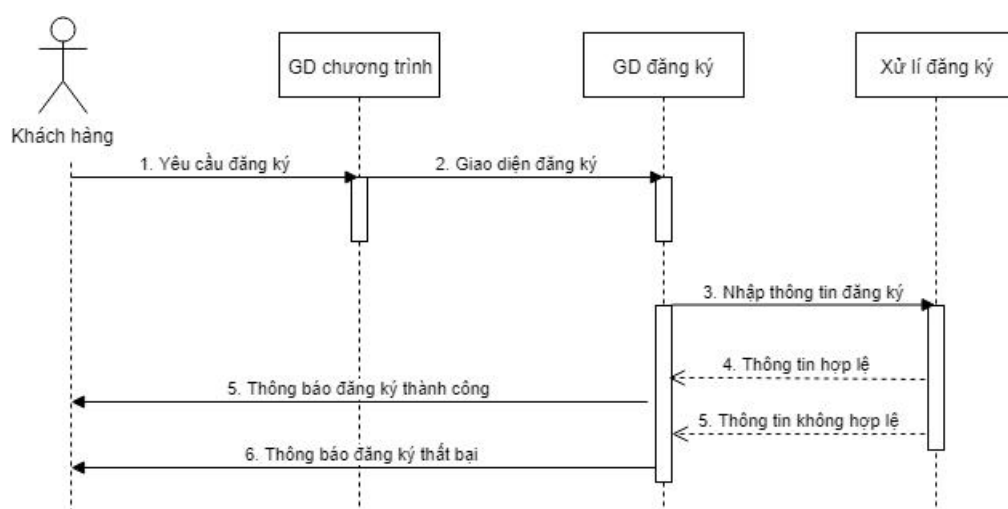 GD chương trình
GD đăng ký
Xử lí đăng ký
Khách hàng
1. Yêu cầu đăng ký
2. Giao diện đăng ký
3. Nhập thông tin đăng ký
4. Thông tin hợp lệ
5. Thông báo đăng ký thành công
5. Thông tin không hợp lệ
6. Thông báo đăng ký thất bại